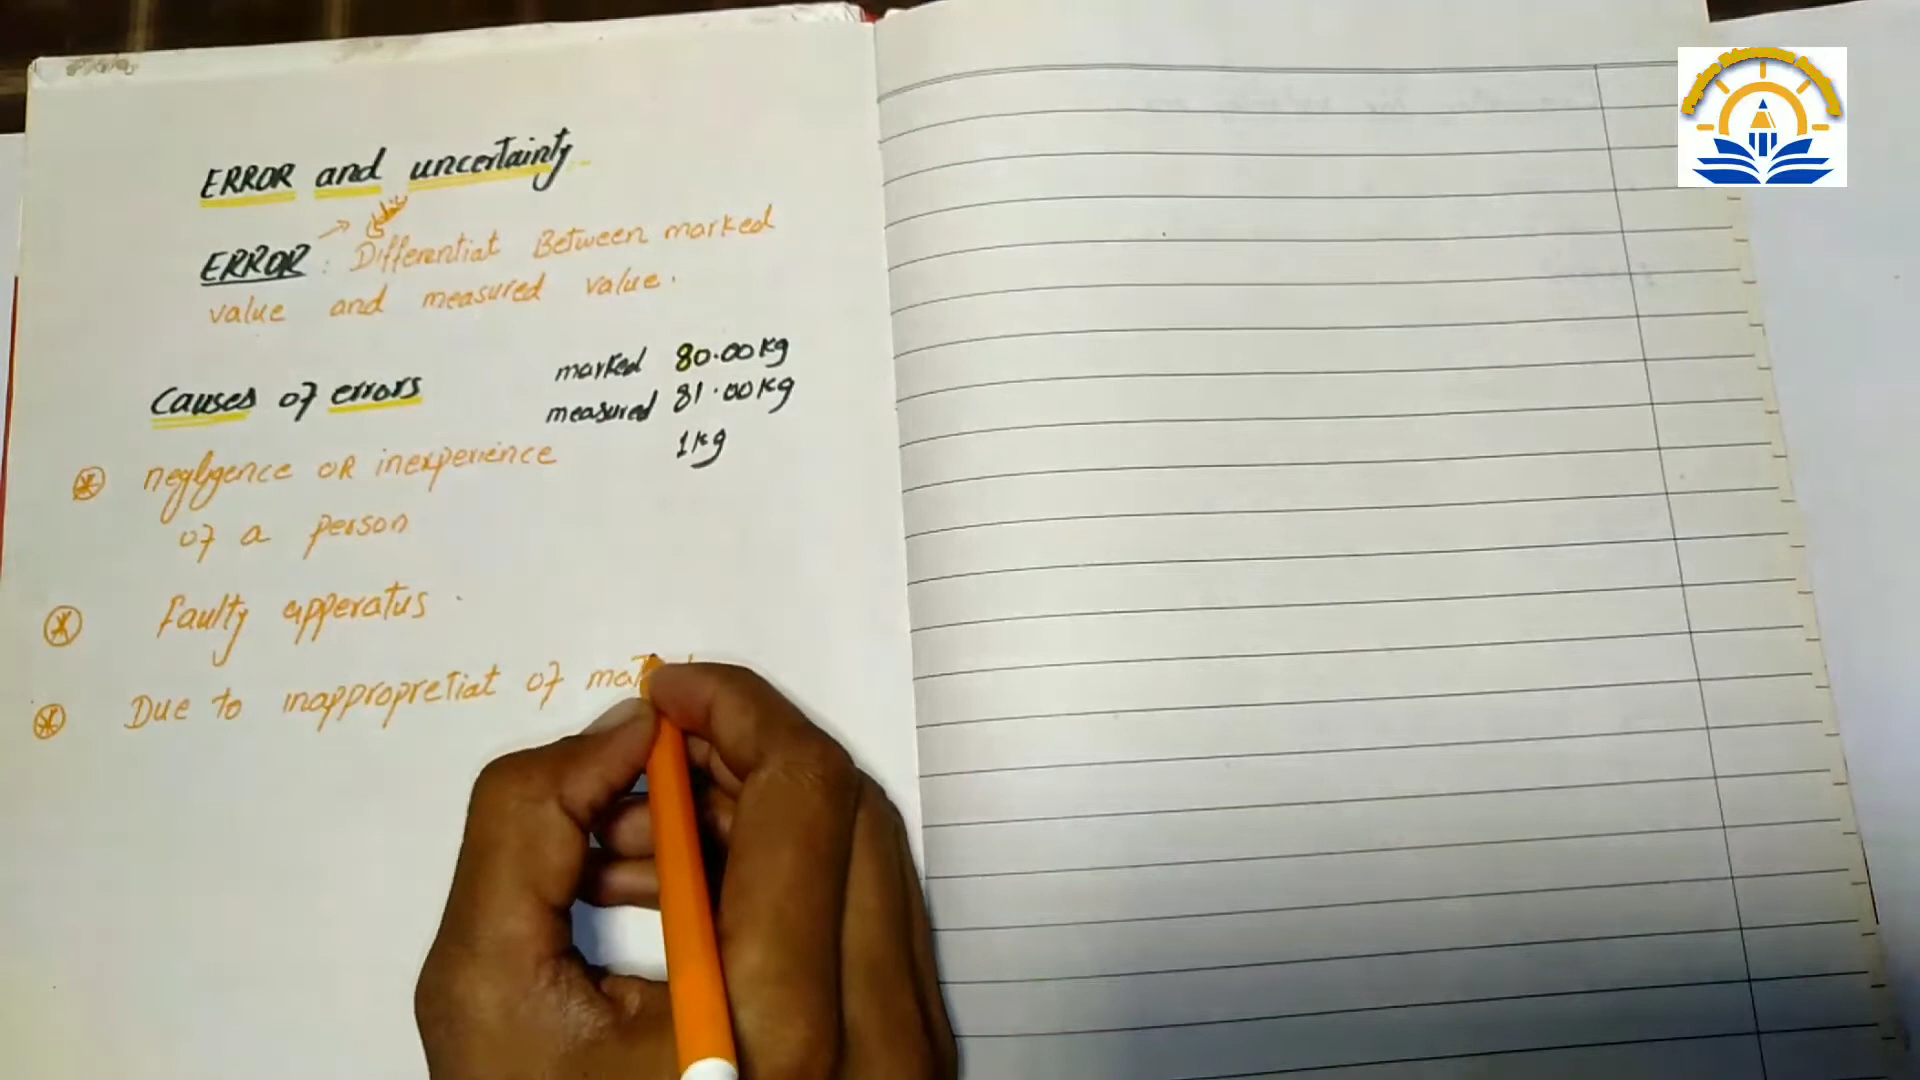 ERROR and uncertainty
ERROR : Differentiat Between marked
value and measured value.
marked 80.00kg
measured 81.00kg
1kg
Causes of errors
negligence OR inexperience
of a person
faulty apperatus.
Due to inappropretiat of